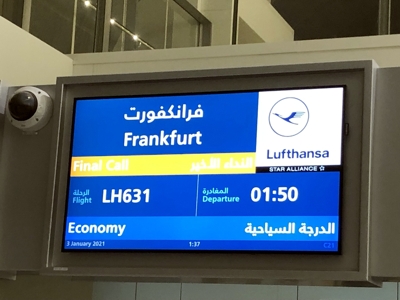 فرانكفورت
Frankfurt
Lufthansa
STAR ALLIANCE
Final Call النداء الأخير
الرحلة
Flight LH631
المغادرة
Departure 01:50
Economy الدرجة السياحية
3 January 2021 1:37 C21